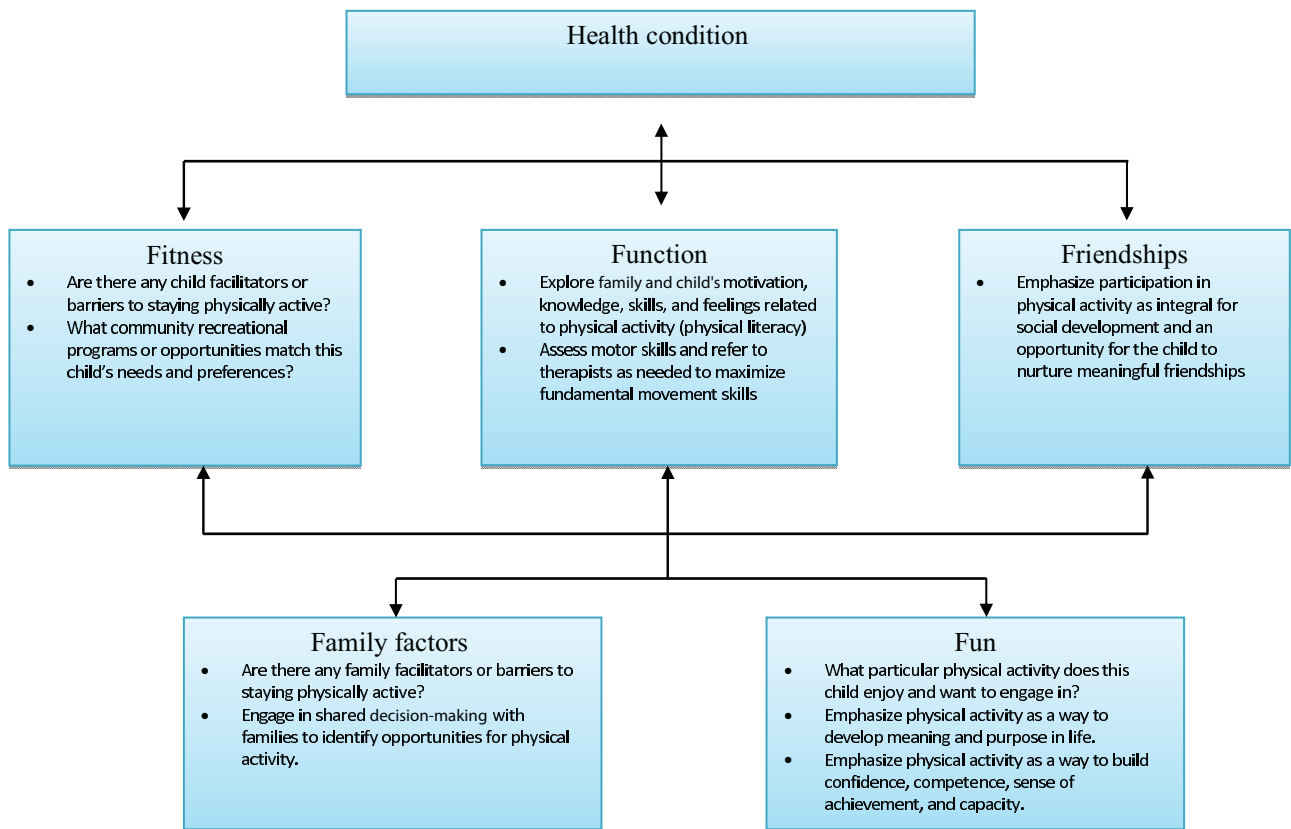 Health condition
Fitness
• Are there any child facilitators or
barriers to staying physically active?
• What community recreational
programs or opportunities match this
child’s needs and preferences?
Function
• Explore family and child's motivation,
knowledge, skills, and feelings related
to physical activity (physical literacy)
• Assess motor skills and refer to
therapists as needed to maximize
fundamental movement skills
Friendships
• Emphasize participation in
physical activity as integral for
social development and an
opportunity for the child to
nurture meaningful friendships
Family factors
• Are there any family facilitators or barriers to
staying physically active?
• Engage in shared decision-making with
families to identify opportunities for physical
activity.
Fun
• What particular physical activity does this
child enjoy and want to engage in?
• Emphasize physical activity as a way to
develop meaning and purpose in life.
• Emphasize physical activity as a way to build
confidence, competence, sense of
achievement, and capacity.